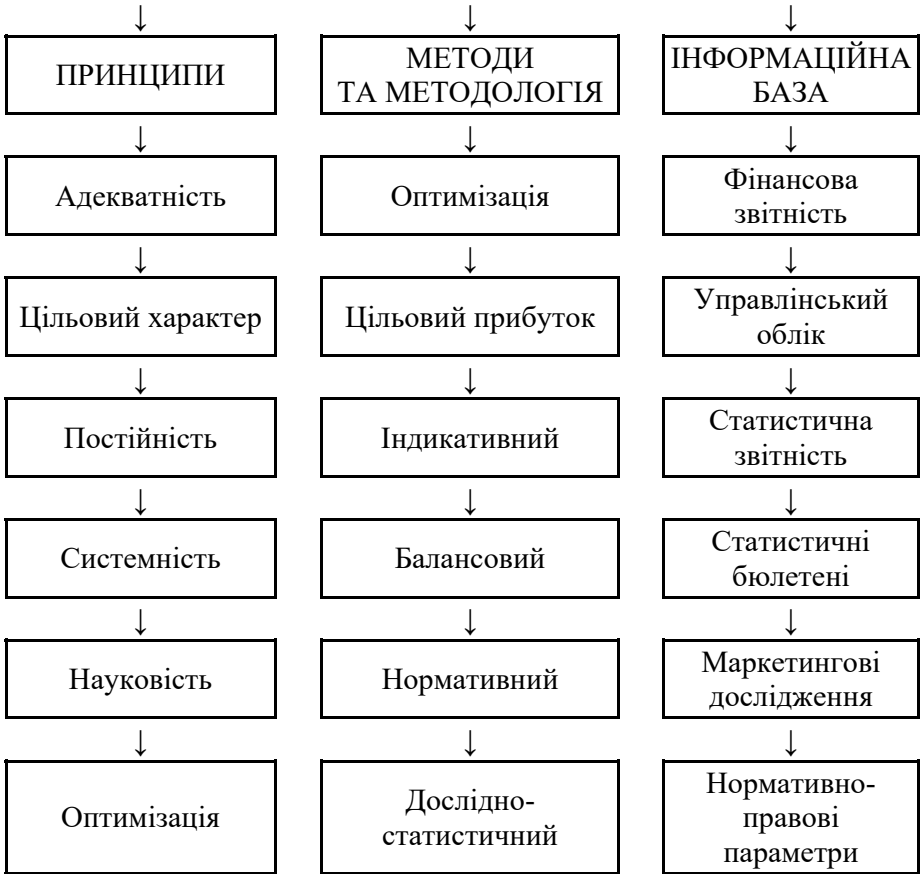 ПРИНЦИПИ
МЕТОДИ
ТА МЕТОДОЛОГІЯ
ІНФОРМАЦІЙНА
БАЗА
Адекватність
Оптимізація
Фінансова
звітність
Цільовий характер
Цільовий прибуток
Управлінський
облік
Постійність
Індикативний
Статистична
звітність
Системність
Балансовий
Статистичні
бюлетені
Науковість
Нормативний
Маркетингові
дослідження
Оптимізація
Дослідно-
статистичний
Нормативно-
правові
параметри